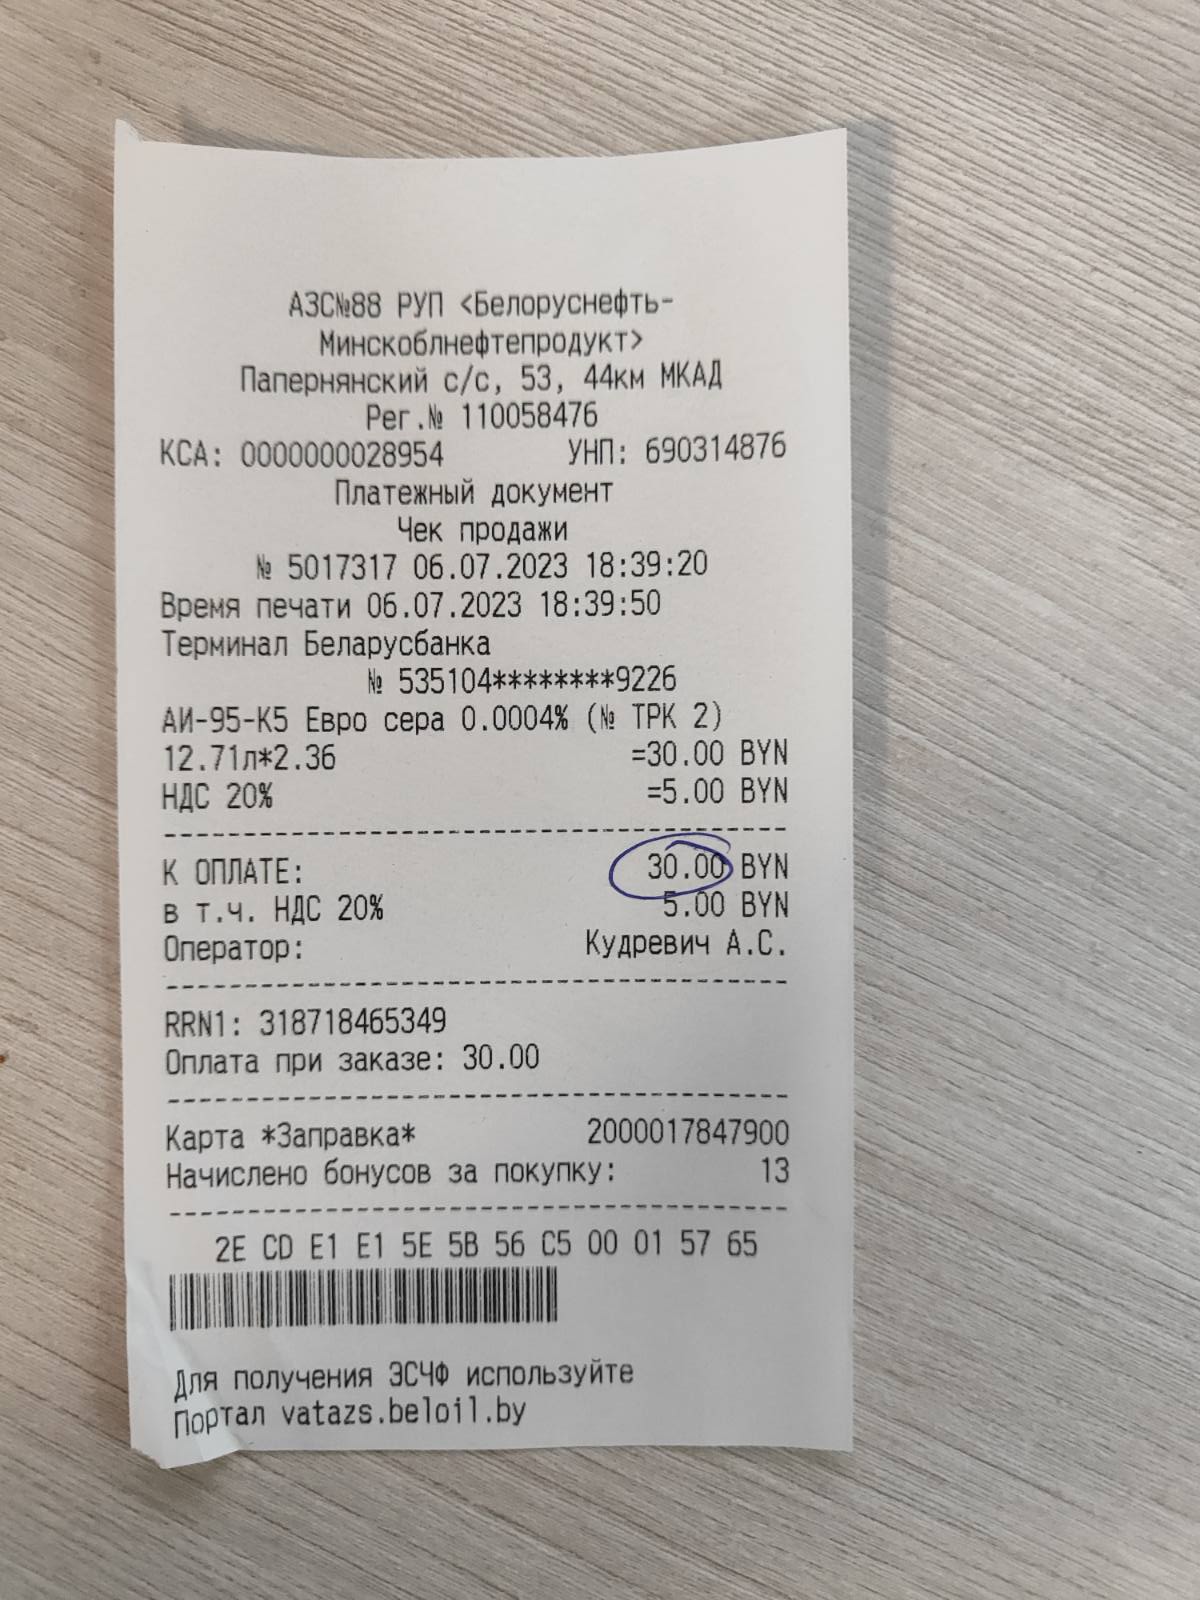 АЗС№88 РУП <Белоруснефть-
Минскоблнефтепродукт>
Папернянский с/с, 53, 44км МКАД
Рег.№ 110058476
КСА: 0000000028954 УНП: 690314876
Платежный документ
Чек продажи
№ 5017317 06.07.2023 18:39:20
Время печати 06.07.2023 18:39:50
Терминал Беларусбанка
№ 535104********9226
АИ-95-К5 Евро сера 0.0004% (№ ТРК 2)
12.71л*2.36 =30.00 BYN
НДС 20% =5.00 BYN
К ОПЛАТЕ: 30.00 BYN
в т.ч. НДС 20% 5.00 BYN
Оператор: Кудревич А.С.
RRN1: 318718465349
Оплата при заказе: 30.00
Карта *Заправка* 2000017847900
Начислено бонусов за покупку: 13
2E CD E1 E1 5E 5B 56 C5 00 01 57 65
Для получения ЭСЧФ используйте
Портал vatazs.beloil.by